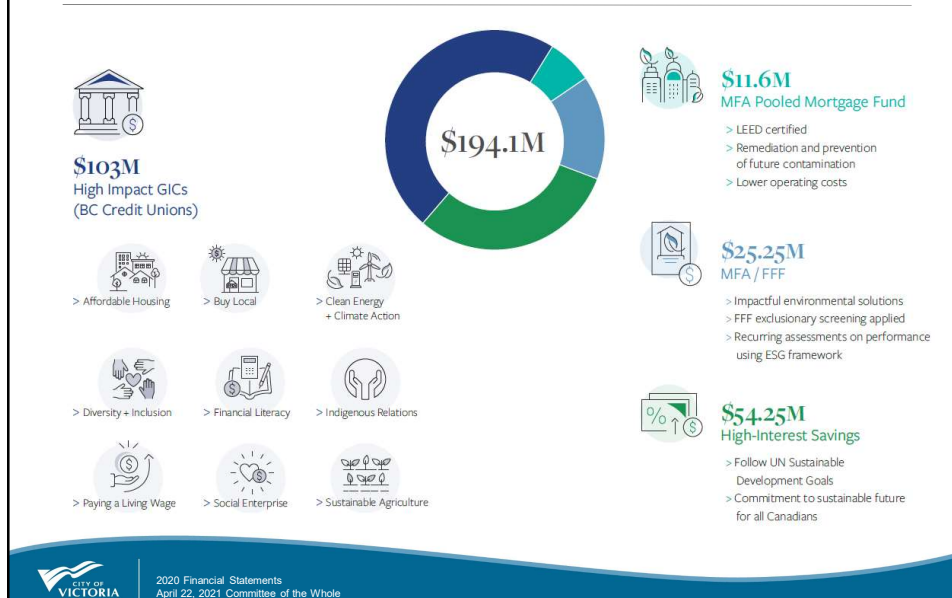 $194.1M
$103M
High Impact GICs
(BC Credit Unions)
> Affordable Housing
> Buy Local
> Clean Energy
+ Climate Action
> Diversity + Inclusion
> Financial Literacy
> Indigenous Relations
> Paying a Living Wage
> Social Enterprise
> Sustainable Agriculture
$11.6M
MFA Pooled Mortgage Fund
> LEED certified
> Remediation and prevention
of future contamination
> Lower operating costs
$25.25M
MFA / FFF
> Impactful environmental solutions
> FFF exclusionary screening applied
> Recurring assessments on performance
using ESG framework
% $
$54.25M
High-Interest Savings
> Follow UN Sustainable
Development Goals
> Commitment to sustainable future
for all Canadians
CITY OF
VICTORIA
2020 Financial Statements
April 22, 2021 Committee of the Whole